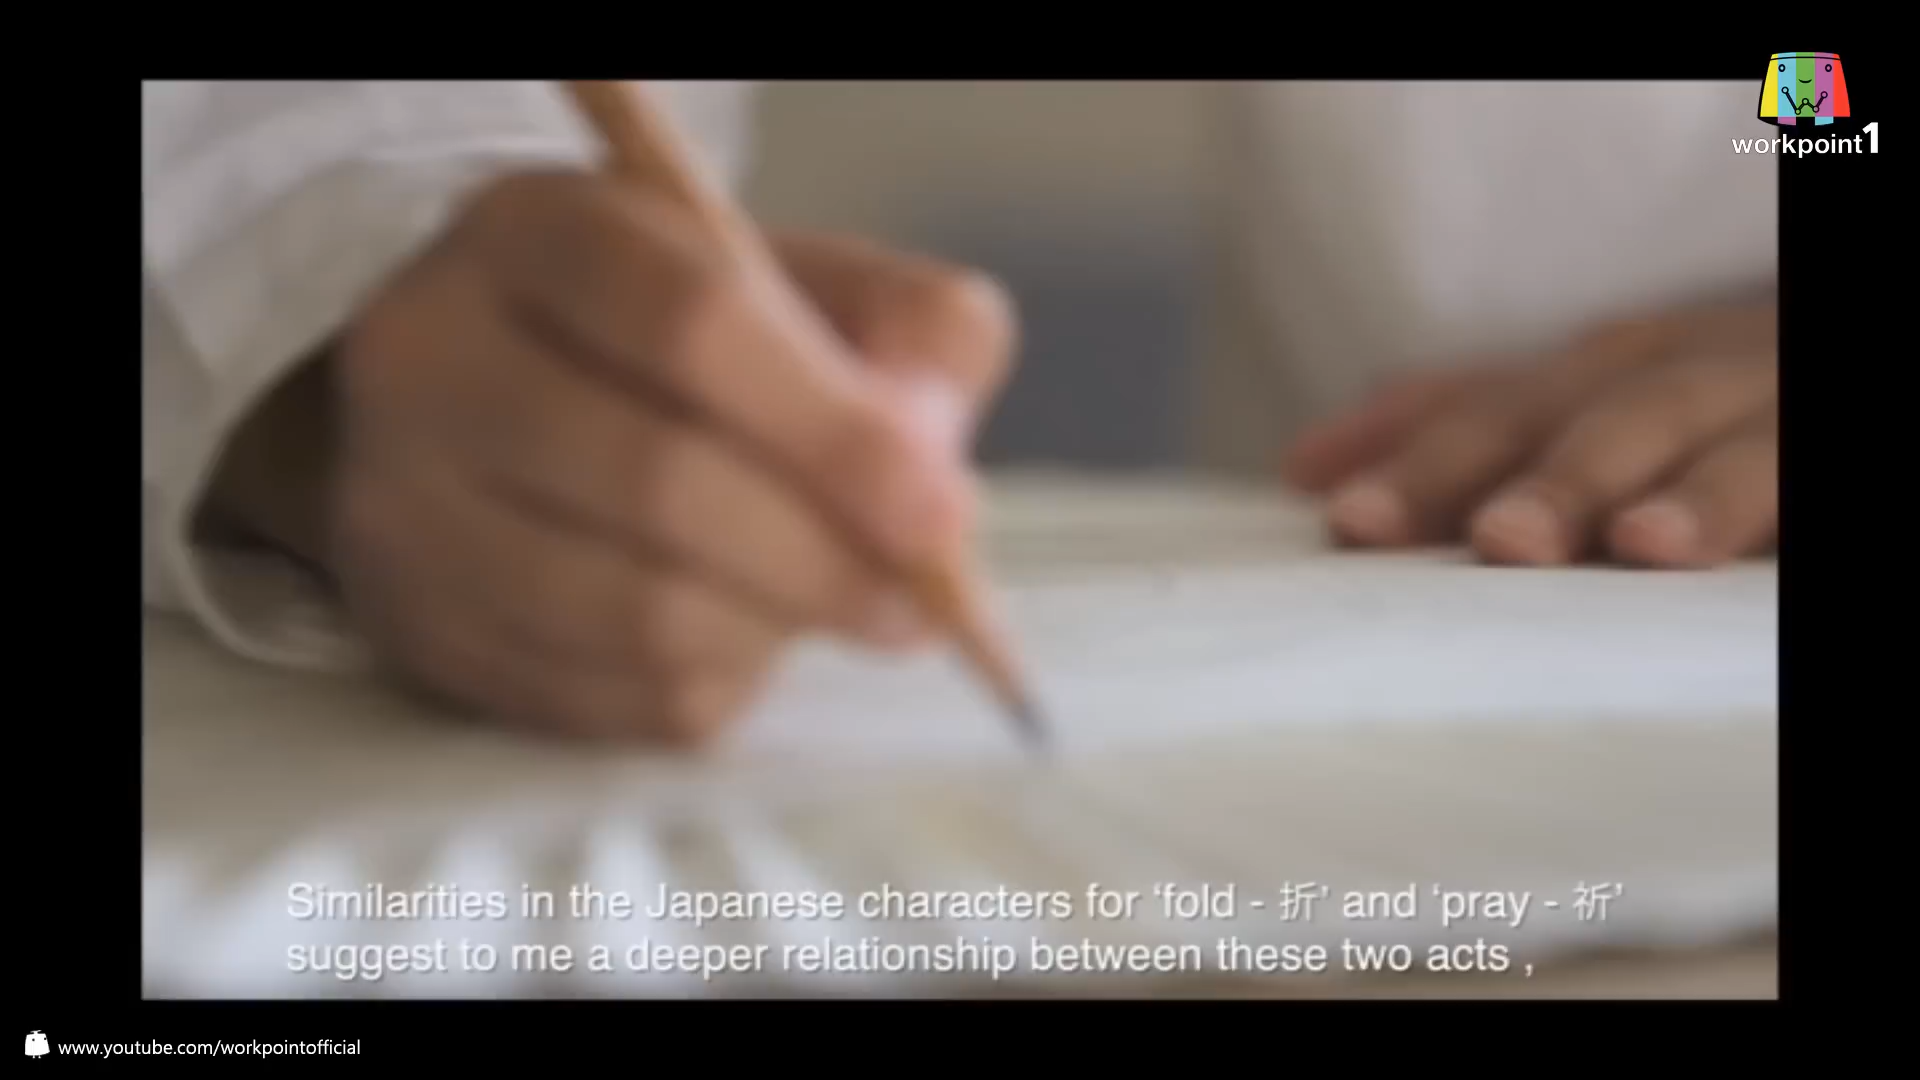 workpoint1
Similarities in the Japanese characters for ‘fold - 折’ and ‘pray - 祈’
suggest to me a deeper relationship between these two acts ,
www.youtube.com/workpointofficial